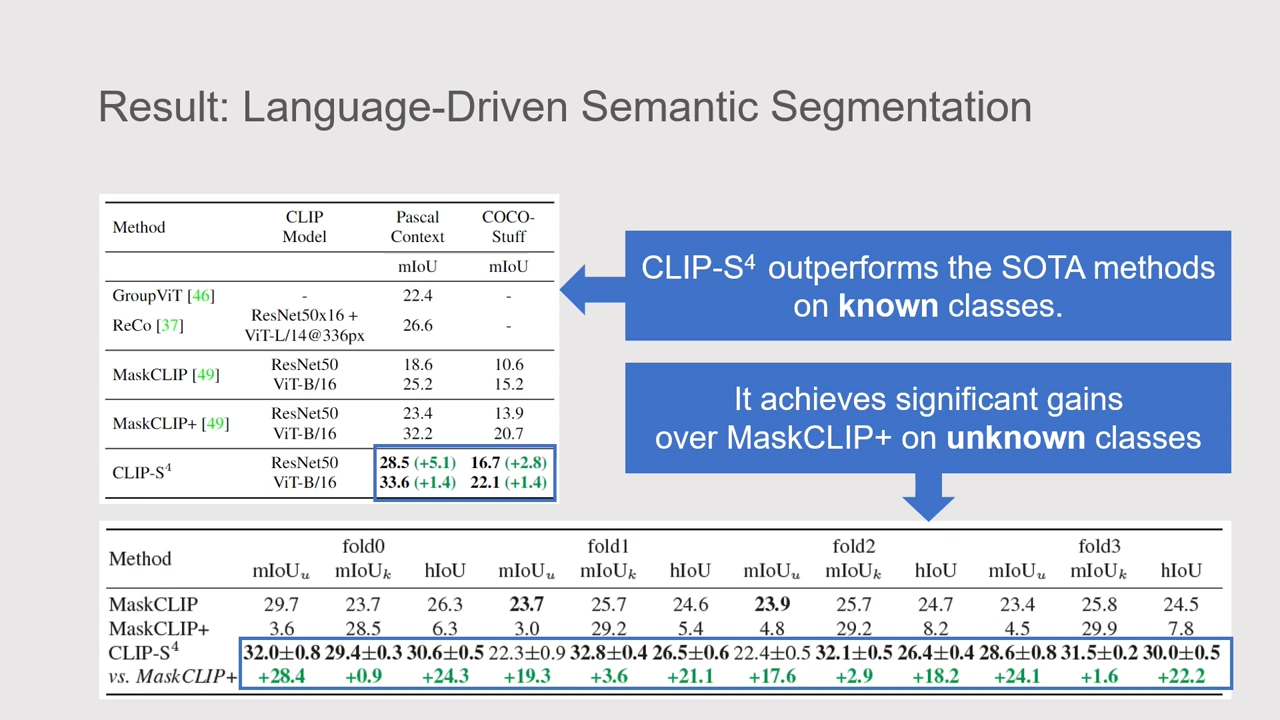 Result: Language-Driven Semantic Segmentation
Method CLIP Model Pascal Context COCO-Stuff
mIoU mIoU
GroupViT [46] - 22.4 -
ReCo [37] ResNet50x16 + ViT-L/14@336px 26.6 -
MaskCLIP [49] ResNet50 18.6 10.6
ViT-B/16 25.2 15.2
MaskCLIP+ [49] ResNet50 23.4 13.9
ViT-B/16 32.2 20.7
CLIP-S⁴ ResNet50 28.5 (+5.1) 16.7 (+2.8)
ViT-B/16 33.6 (+1.4) 22.1 (+1.4)
CLIP-S⁴ outperforms the SOTA methods
on known classes.
It achieves significant gains
over MaskCLIP+ on unknown classes
Method fold0 fold1 fold2 fold3
mIoUᵤ mIoUₖ hIoU mIoUᵤ mIoUₖ hIoU mIoUᵤ mIoUₖ hIoU mIoUᵤ mIoUₖ hIoU
MaskCLIP 29.7 23.7 26.3 23.7 25.7 24.6 23.9 25.7 24.7 23.4 25.8 24.5
MaskCLIP+ 3.6 28.5 6.3 3.0 29.2 5.4 4.8 29.2 8.2 4.5 29.9 7.8
CLIP-S⁴ 32.0±0.8 29.4±0.3 30.6±0.5 22.3±0.9 32.8±0.4 26.5±0.6 22.4±0.5 32.1±0.5 26.4±0.4 28.6±0.8 31.5±0.2 30.0±0.5
vs. MaskCLIP+ +28.4 +0.9 +24.3 +19.3 +3.6 +21.1 +17.6 +2.9 +18.2 +24.1 +1.6 +22.2